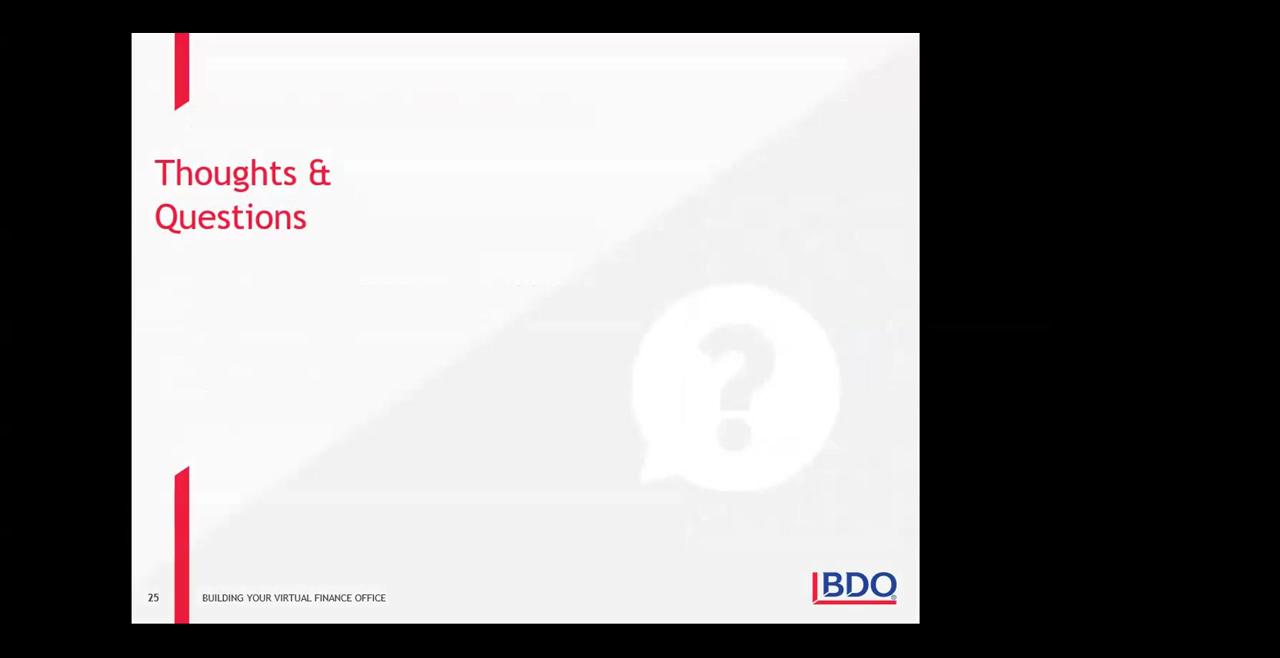 Thoughts &
Questions
?
25 BUILDING YOUR VIRTUAL FINANCE OFFICE
BDO